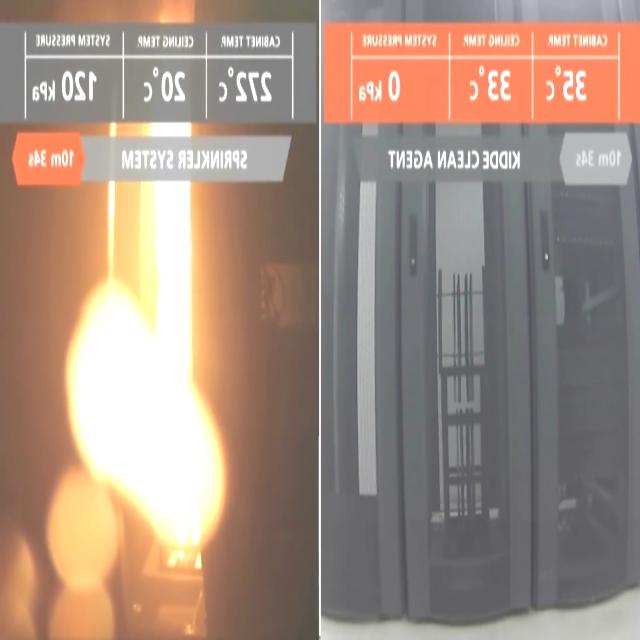 SYSTEM PRESSURE CEILING TEMP. CABINET TEMP.
120 kPa 20°C 272°C
10m 34s SPRINKLER SYSTEM
SYSTEM PRESSURE CEILING TEMP. CABINET TEMP.
0 kPa 33°C 35°C
KIDDE CLEAN AGENT 10m 34s